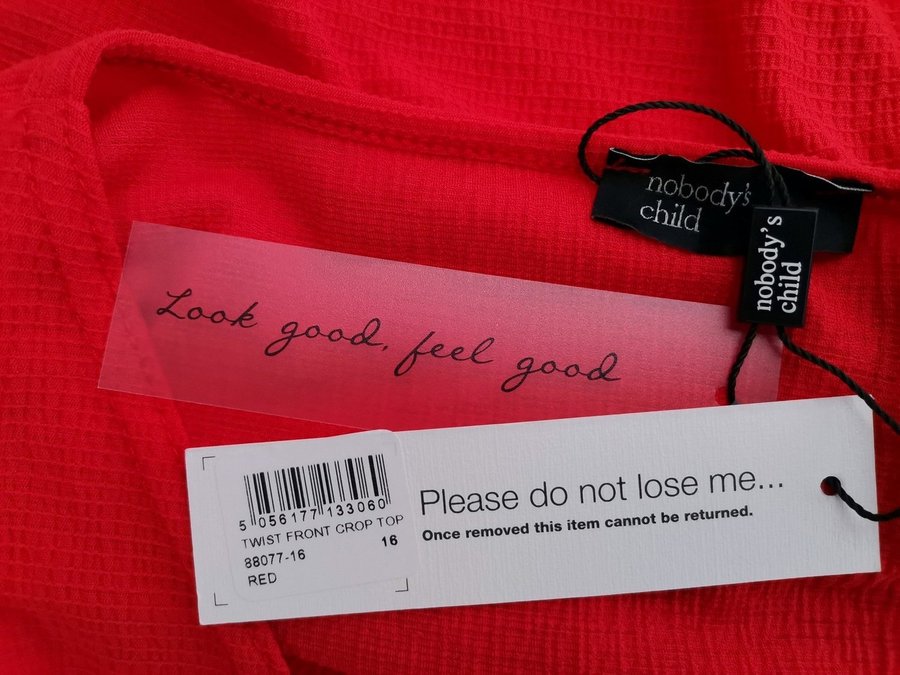 nobody's
child
nobody's
child
Look good, feel good
5 056177 133060
TWIST FRONT CROP TOP
88077-16 16
RED
Please do not lose me...
Once removed this item cannot be returned.